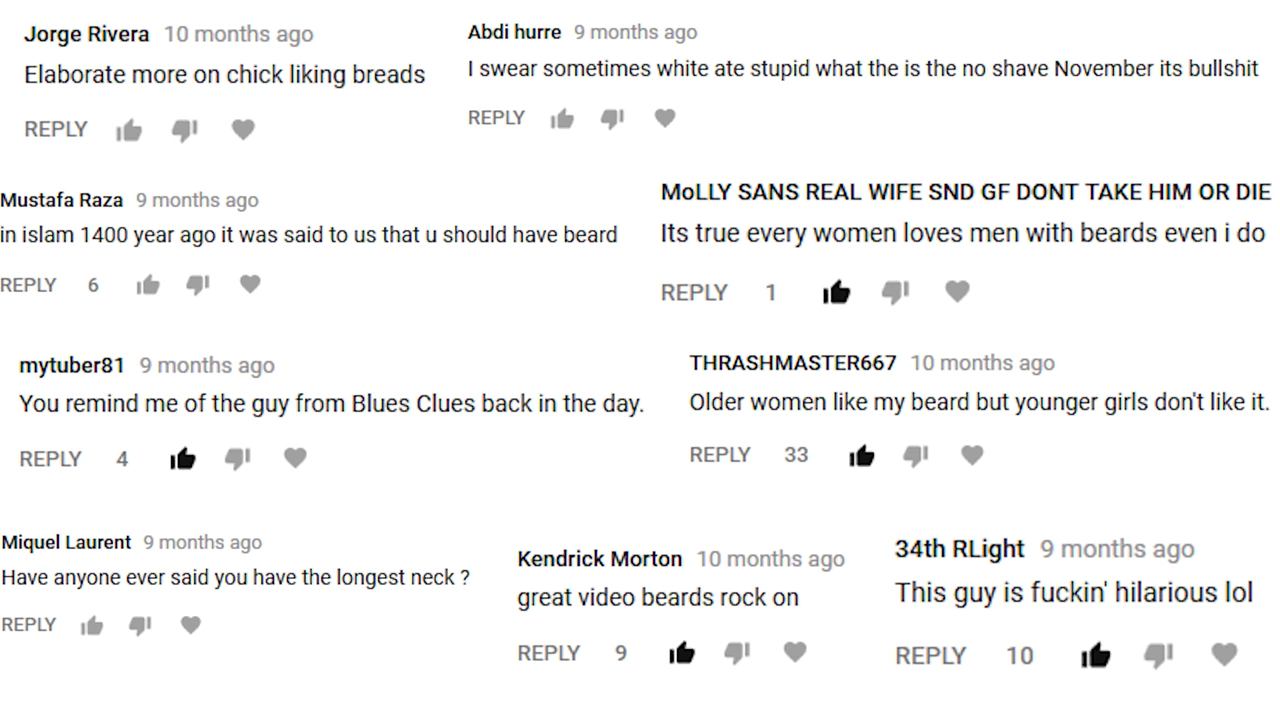 Jorge Rivera 10 months ago
Elaborate more on chick liking breads
REPLY
Abdi hurre 9 months ago
I swear sometimes white ate stupid what the is the no shave November its bullshit
REPLY
Mustafa Raza 9 months ago
in islam 1400 year ago it was said to us that u should have beard
REPLY 6
MoLLY SANS REAL WIFE SND GF DONT TAKE HIM OR DIE
Its true every women loves men with beards even i do
REPLY 1
mytuber81 9 months ago
You remind me of the guy from Blues Clues back in the day.
REPLY 4
THRASHMASTER667 10 months ago
Older women like my beard but younger girls don't like it.
REPLY 33
Miquel Laurent 9 months ago
Have anyone ever said you have the longest neck ?
REPLY
Kendrick Morton 10 months ago
great video beards rock on
REPLY 9
34th RLight 9 months ago
This guy is fuckin' hilarious lol
REPLY 10